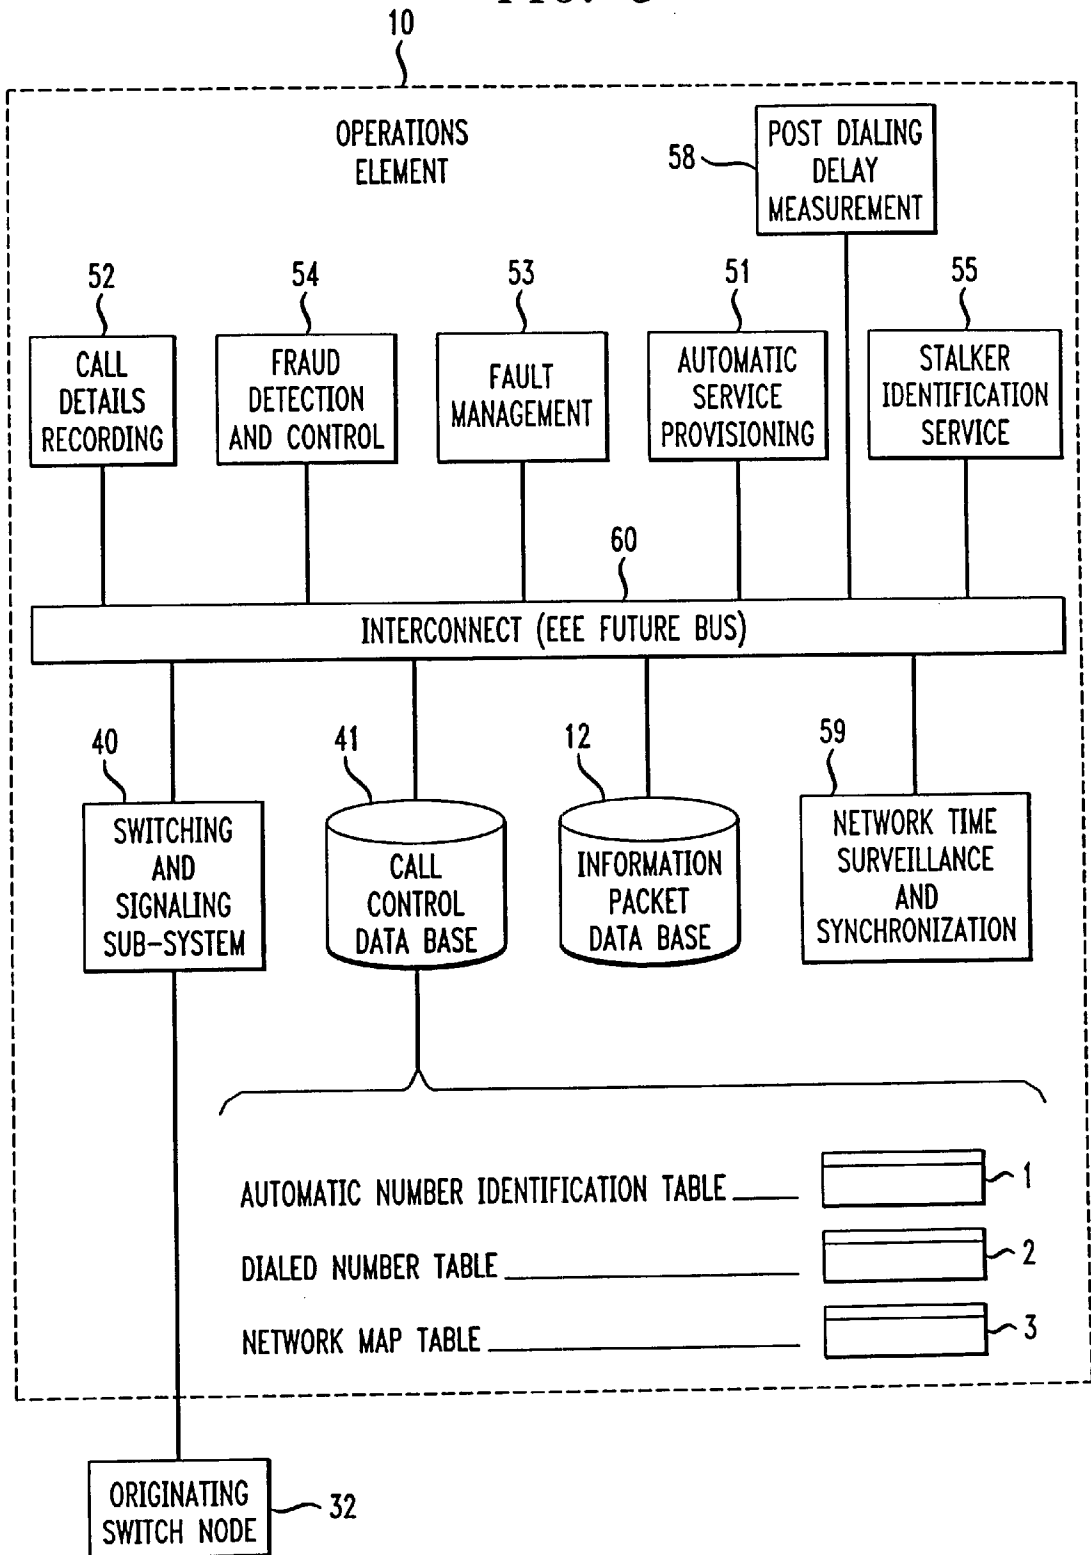 10
OPERATIONS
ELEMENT
58
POST DIALING
DELAY
MEASUREMENT
52
54
53
51
55
CALL
DETAILS
RECORDING
FRAUD
DETECTION
AND CONTROL
FAULT
MANAGEMENT
AUTOMATIC
SERVICE
PROVISIONING
STALKER
IDENTIFICATION
SERVICE
60
INTERCONNECT (EEE FUTURE BUS)
40
41
12
59
SWITCHING
AND
SIGNALING
SUB-SYSTEM
CALL
CONTROL
DATA BASE
INFORMATION
PACKET
DATA BASE
NETWORK TIME
SURVEILLANCE
AND
SYNCHRONIZATION
AUTOMATIC NUMBER IDENTIFICATION TABLE
1
DIALED NUMBER TABLE
2
NETWORK MAP TABLE
3
ORIGINATING
SWITCH NODE
32